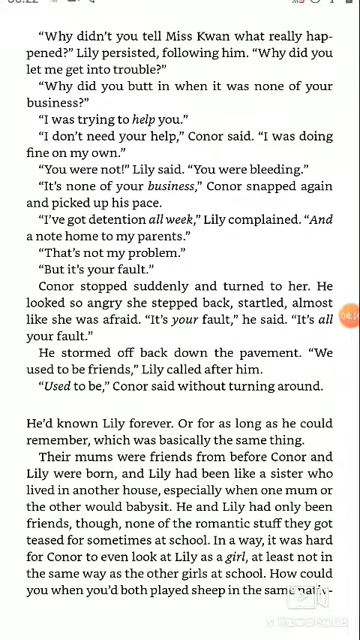 “Why didn’t you tell Miss Kwan what really hap-
pened?” Lily persisted, following him. “Why did you
let me get into trouble?”
“Why did you butt in when it was none of your
business?”
“I was trying to help you.”
“I don’t need your help,” Conor said. “I was doing
fine on my own.”
“You were not!” Lily said. “You were bleeding.”
“It’s none of your business,” Conor snapped again
and picked up his pace.
“I’ve got detention all week,” Lily complained. “And
a note home to my parents.”
“That’s not my problem.”
“But it’s your fault.”
Conor stopped suddenly and turned to her. He
looked so angry she stepped back, startled, almost
like she was afraid. “It’s your fault,” he said. “It’s all
your fault.”
He stormed off back down the pavement. “We
used to be friends,” Lily called after him.
“Used to be,” Conor said without turning around.
He’d known Lily forever. Or for as long as he could
remember, which was basically the same thing.
Their mums were friends from before Conor and
Lily were born, and Lily had been like a sister who
lived in another house, especially when one mum or
the other would babysit. He and Lily had only been
friends, though, none of the romantic stuff they got
teased for sometimes at school. In a way, it was hard
for Conor to even look at Lily as a girl, at least not in
the same way as the other girls at school. How could
you when you’d both played sheep in the same nativ-